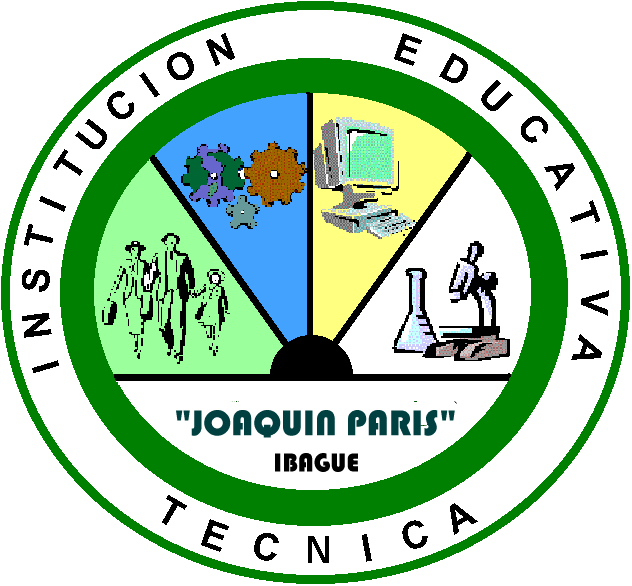 INSTITUCION EDUCATIVA
TECNICA
"JOAQUIN PARIS"
IBAGUE